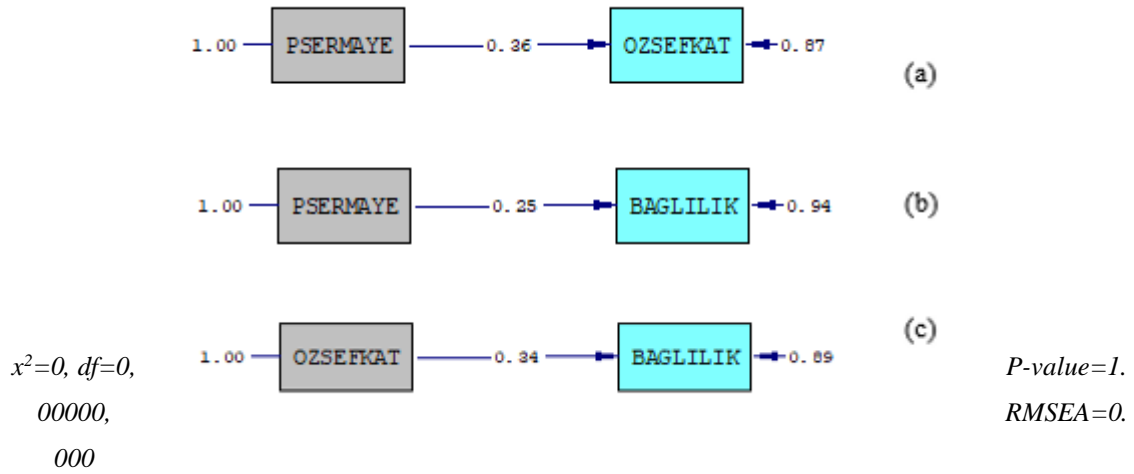 1.00 PSERMAYE 0.36 OZSEFKAT 0.87
(a)
1.00 PSERMAYE 0.25 BAGLILIK 0.94 (b)
(c)
1.00 OZSEFKAT 0.34 BAGLILIK 0.89
x²=0, df=0, P-value=1.
00000, RMSEA=0.
000